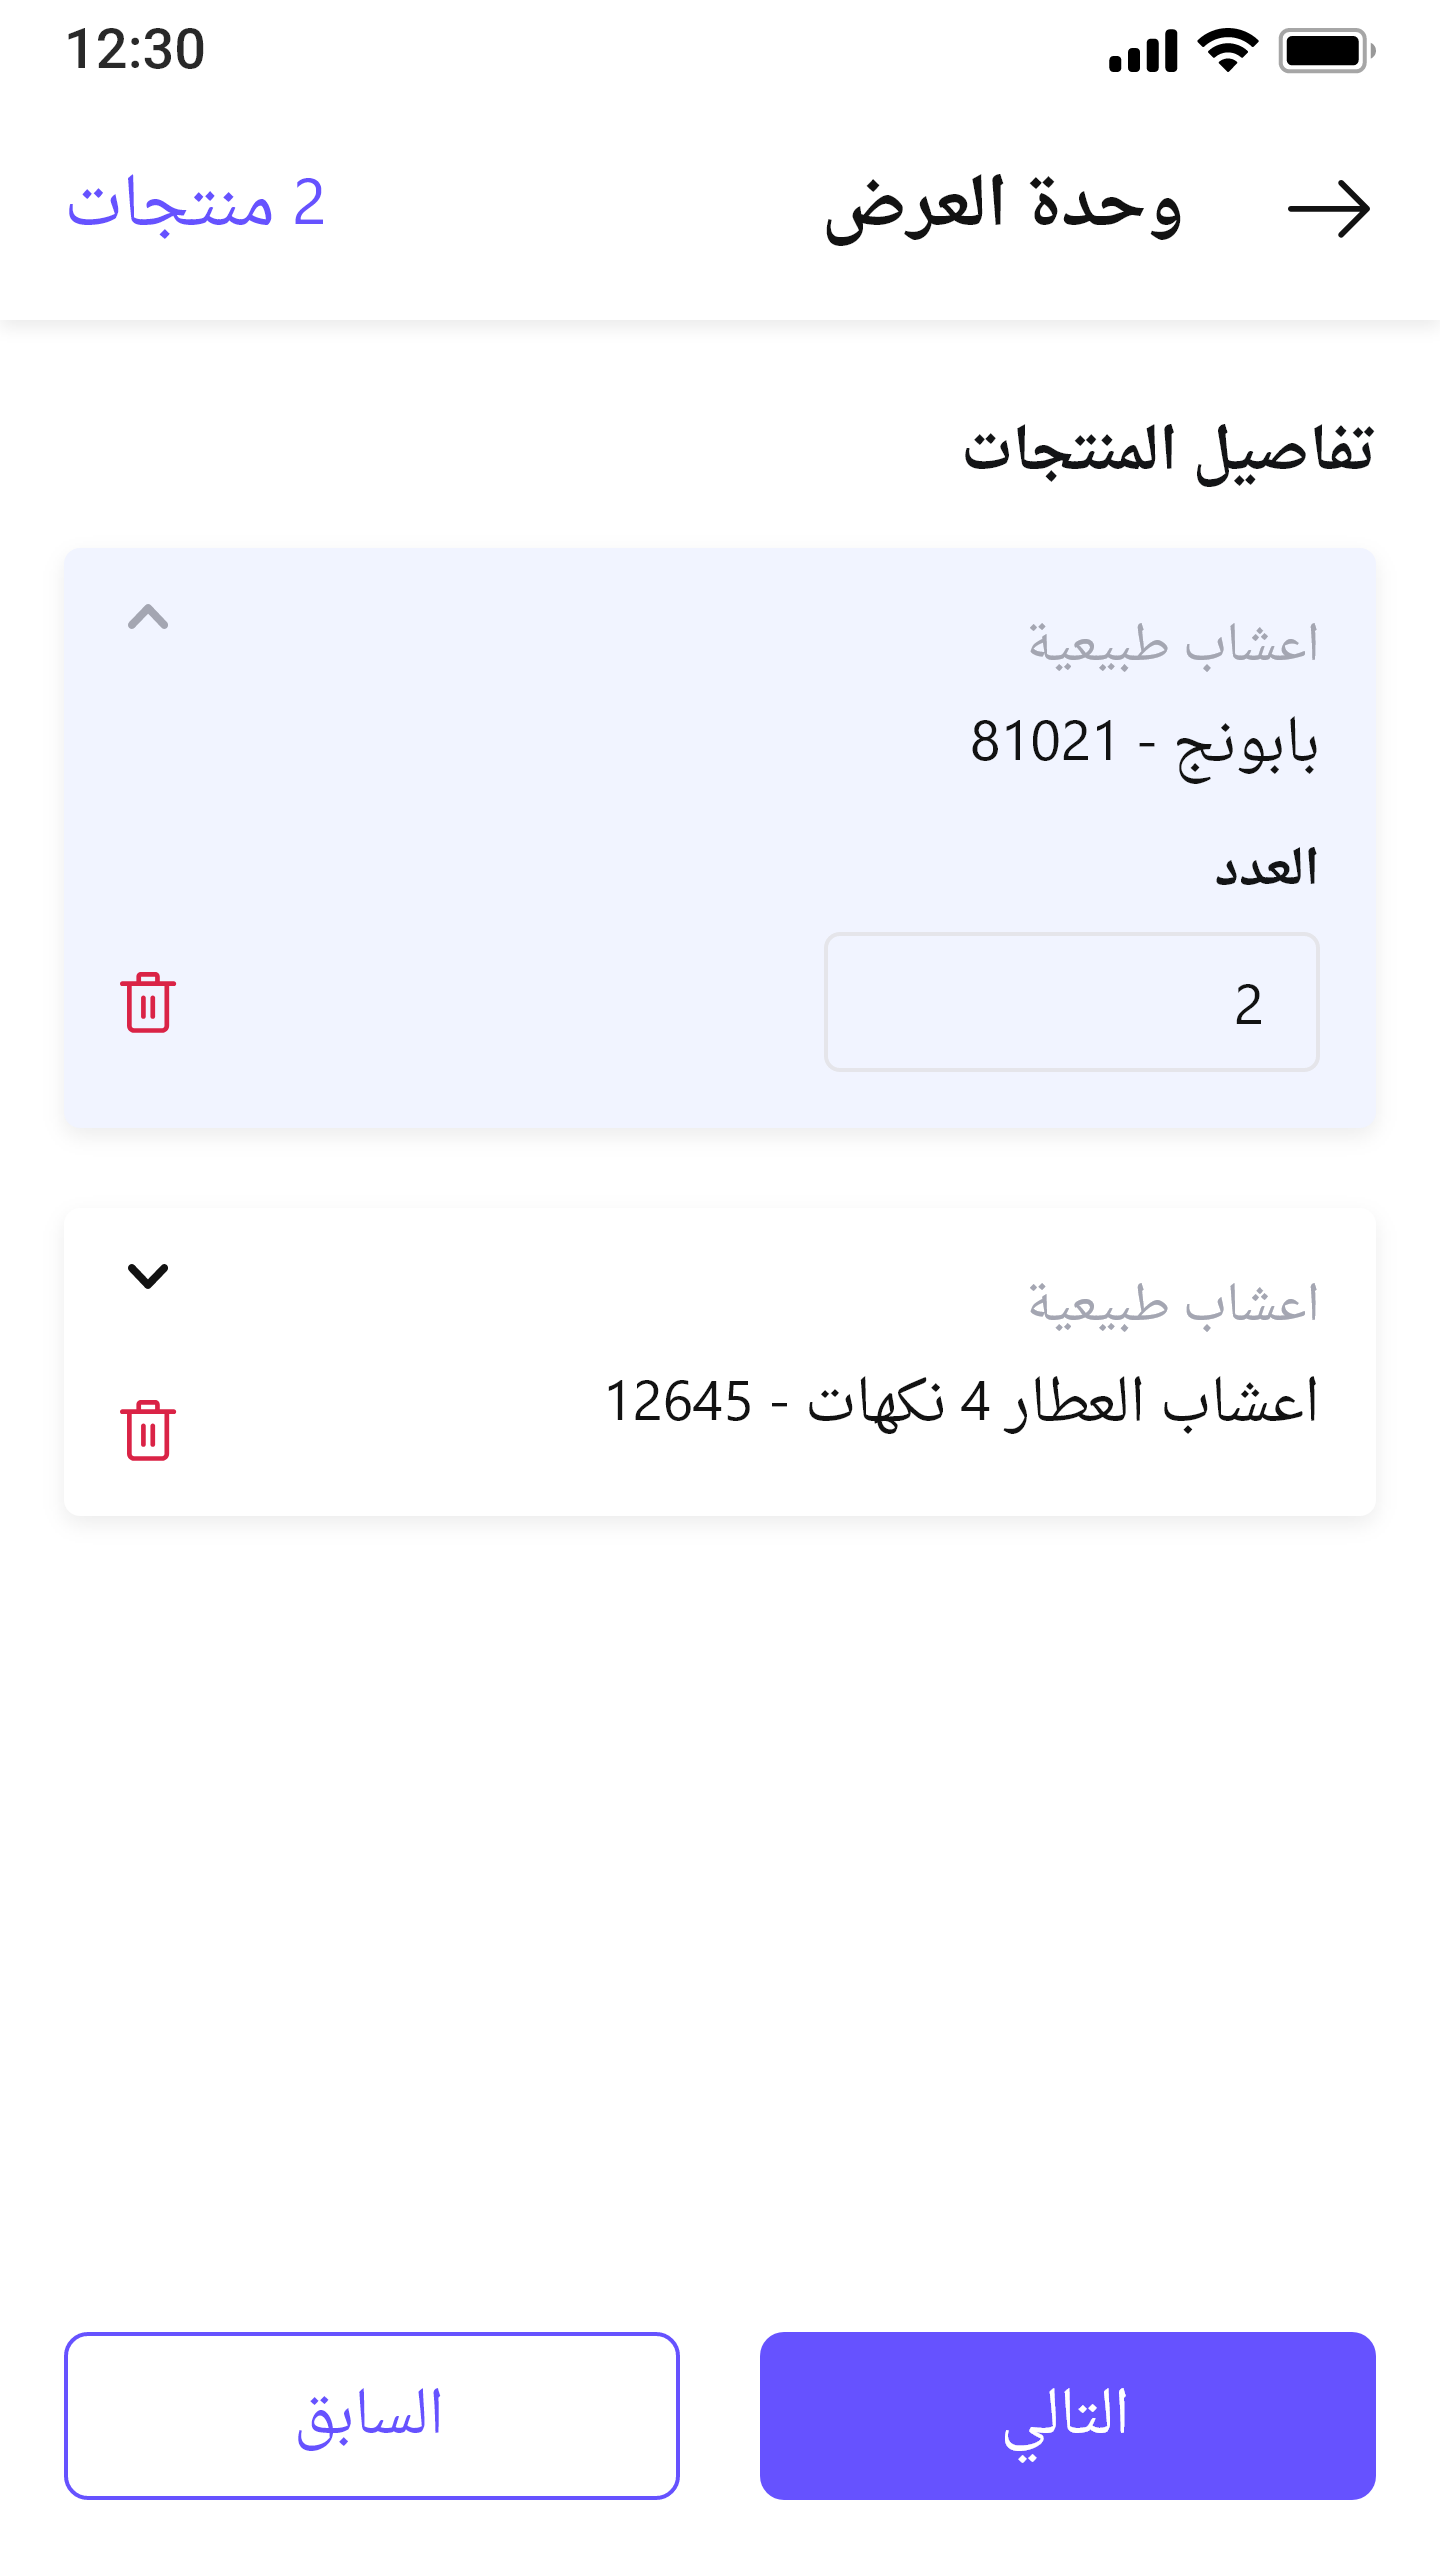 12:30
وحدة العرض
2 منتجات
تفاصيل المنتجات
اعشاب طبيعية
بابونج - 81021
العدد
2
اعشاب طبيعية
اعشاب العطار 4 نكهات - 12645
التالي
السابق